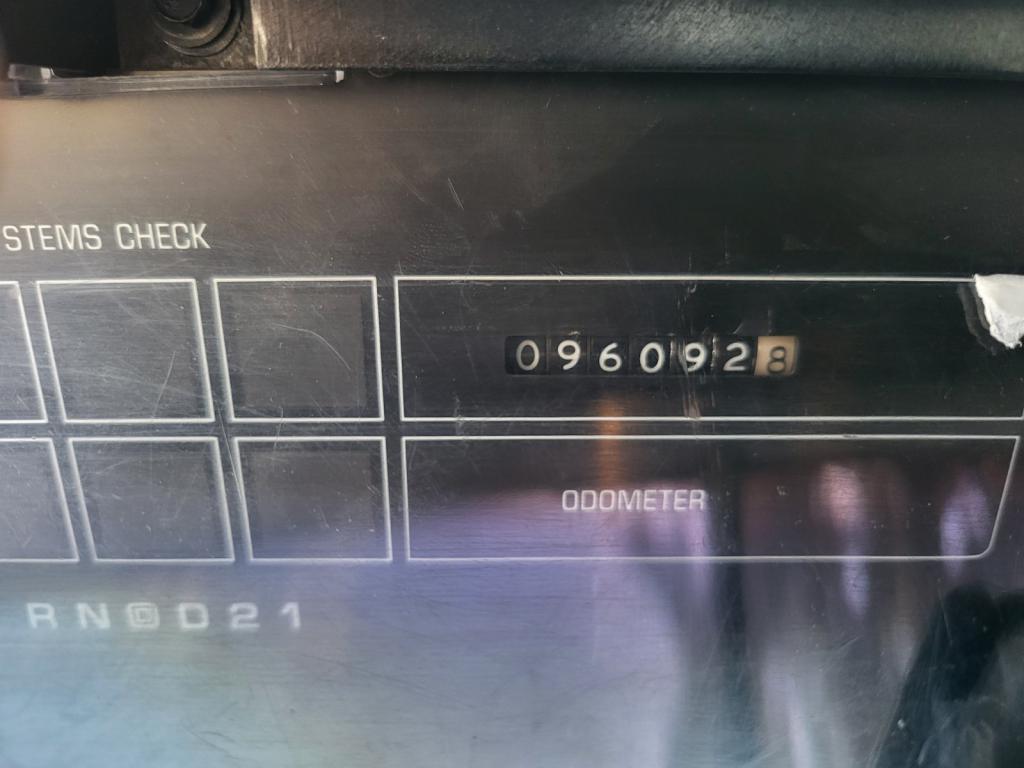 STEMS CHECK
0960928
ODOMETER
RN D21